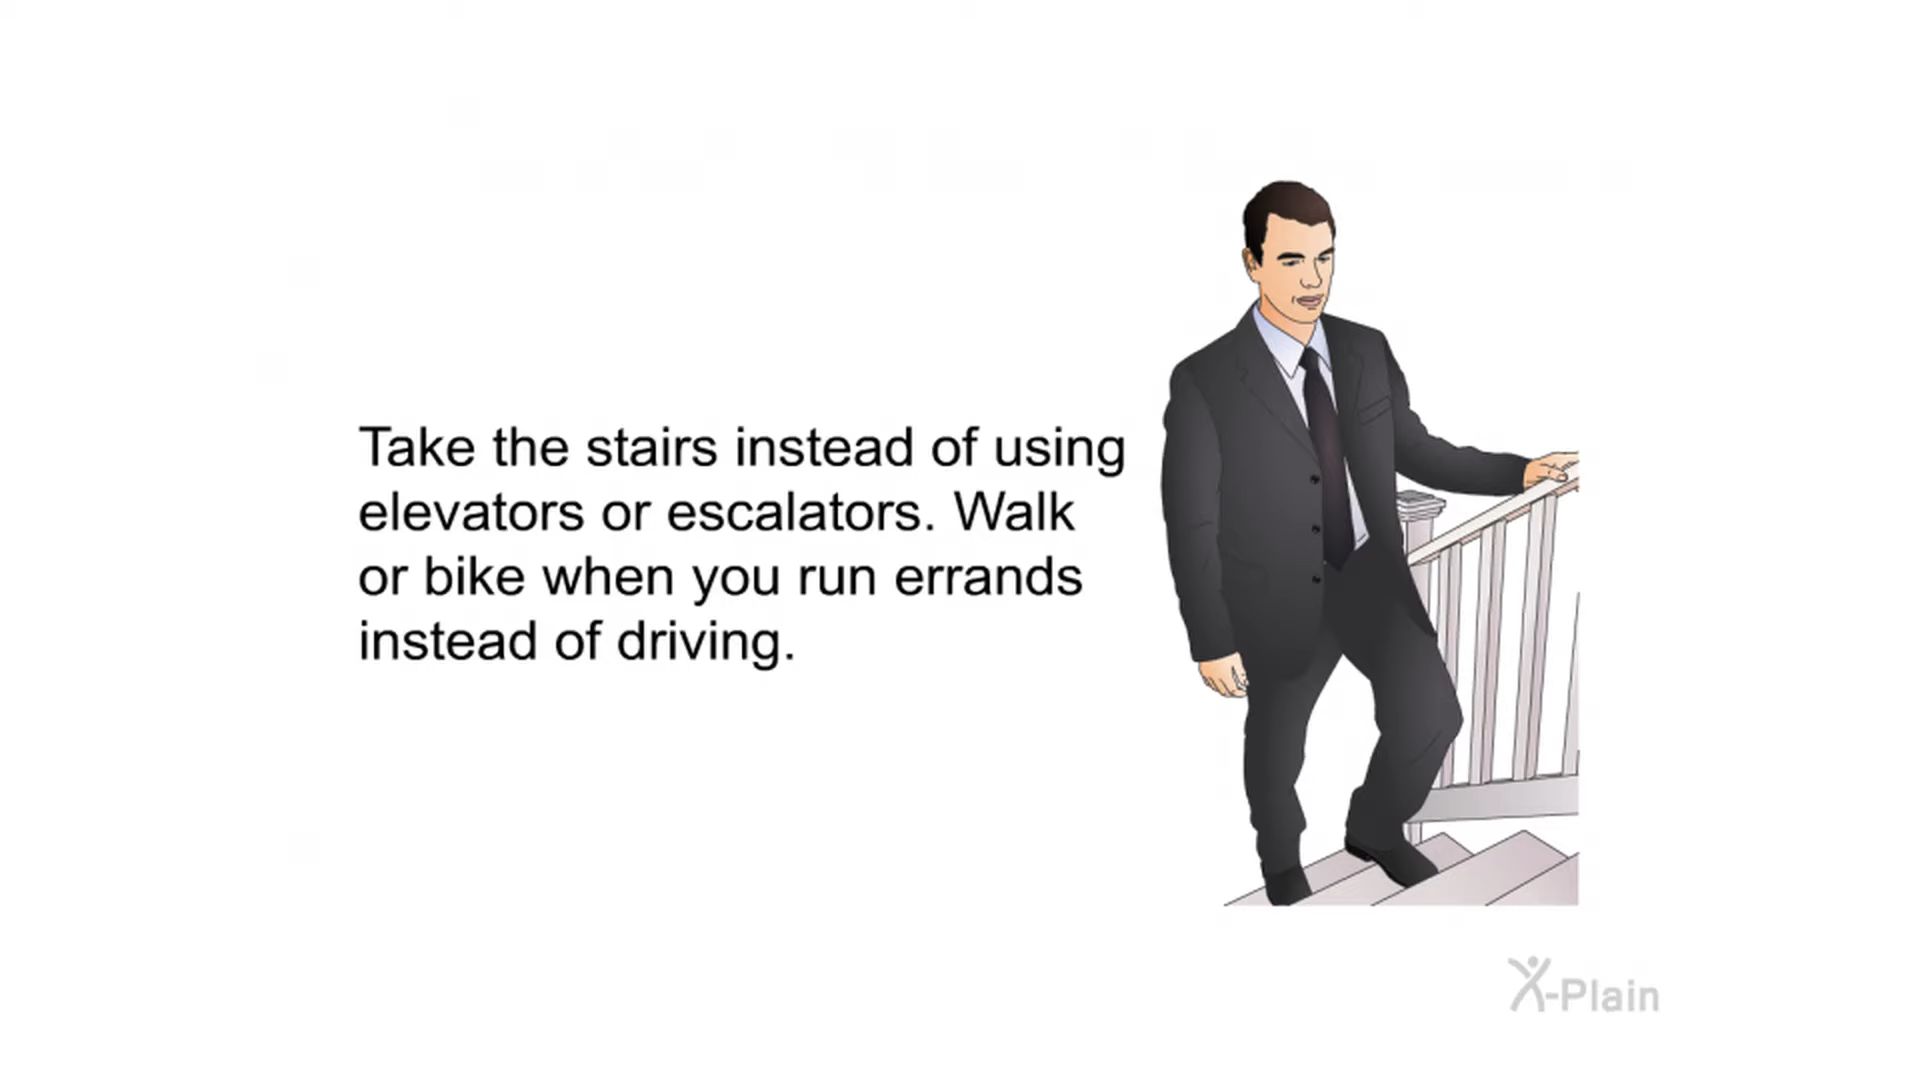 Take the stairs instead of using
elevators or escalators. Walk
or bike when you run errands
instead of driving.
X-Plain